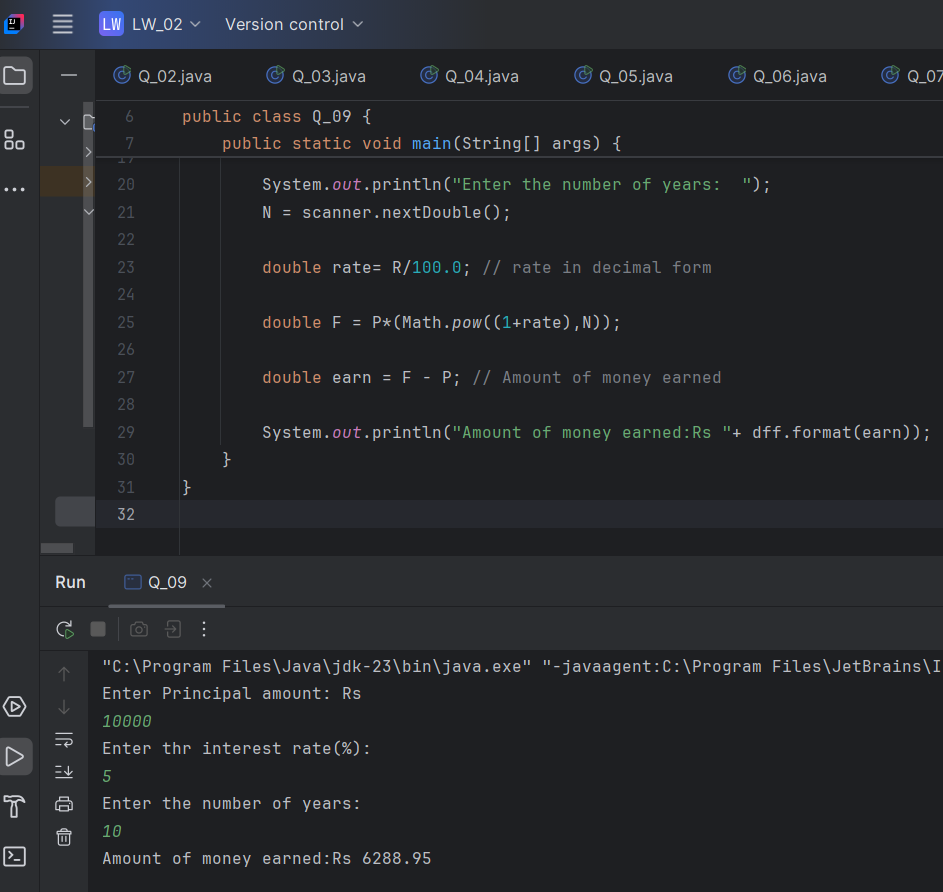 LW LW_02 Version control
Q_02.java Q_03.java Q_04.java Q_05.java Q_06.java Q_07
6 public class Q_09 {
7 public static void main(String[] args) {
20 System.out.println("Enter the number of years:  ");
21 N = scanner.nextDouble();
22
23 double rate= R/100.0; // rate in decimal form
24
25 double F = P*(Math.pow((1+rate),N));
26
27 double earn = F - P; // Amount of money earned
28
29 System.out.println("Amount of money earned:Rs "+ dff.format(earn));
30 }
31 }
32
Run Q_09
"C:\Program Files\Java\jdk-23\bin\java.exe" "-javaagent:C:\Program Files\JetBrains\I
Enter Principal amount: Rs
10000
Enter thr interest rate(%):
5
Enter the number of years:
10
Amount of money earned:Rs 6288.95